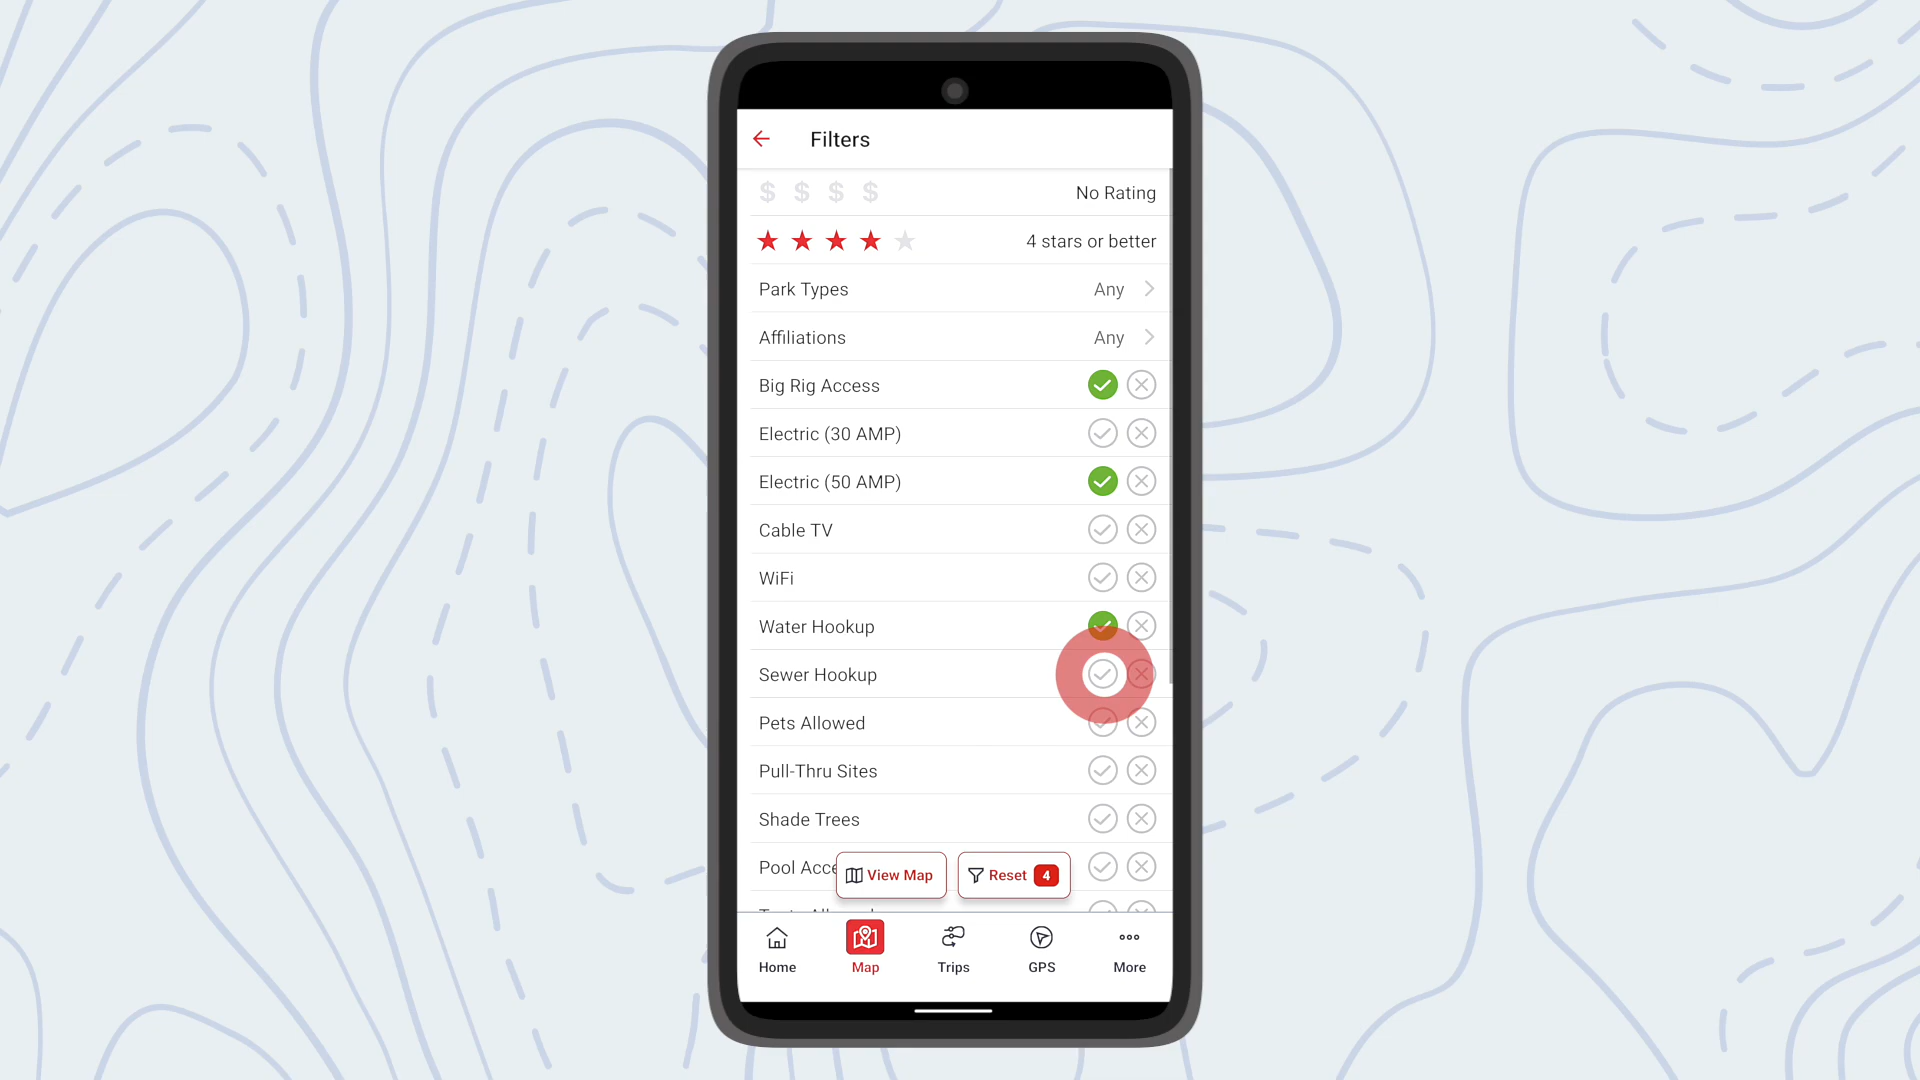 Filters
$ $ $ $ No Rating
4 stars or better
Park Types Any
Affiliations Any
Big Rig Access
Electric (30 AMP)
Electric (50 AMP)
Cable TV
WiFi
Water Hookup
Sewer Hookup
Pets Allowed
Pull-Thru Sites
Shade Trees
Pool
View Map
Reset 4
Home
Map
Trips
GPS
More